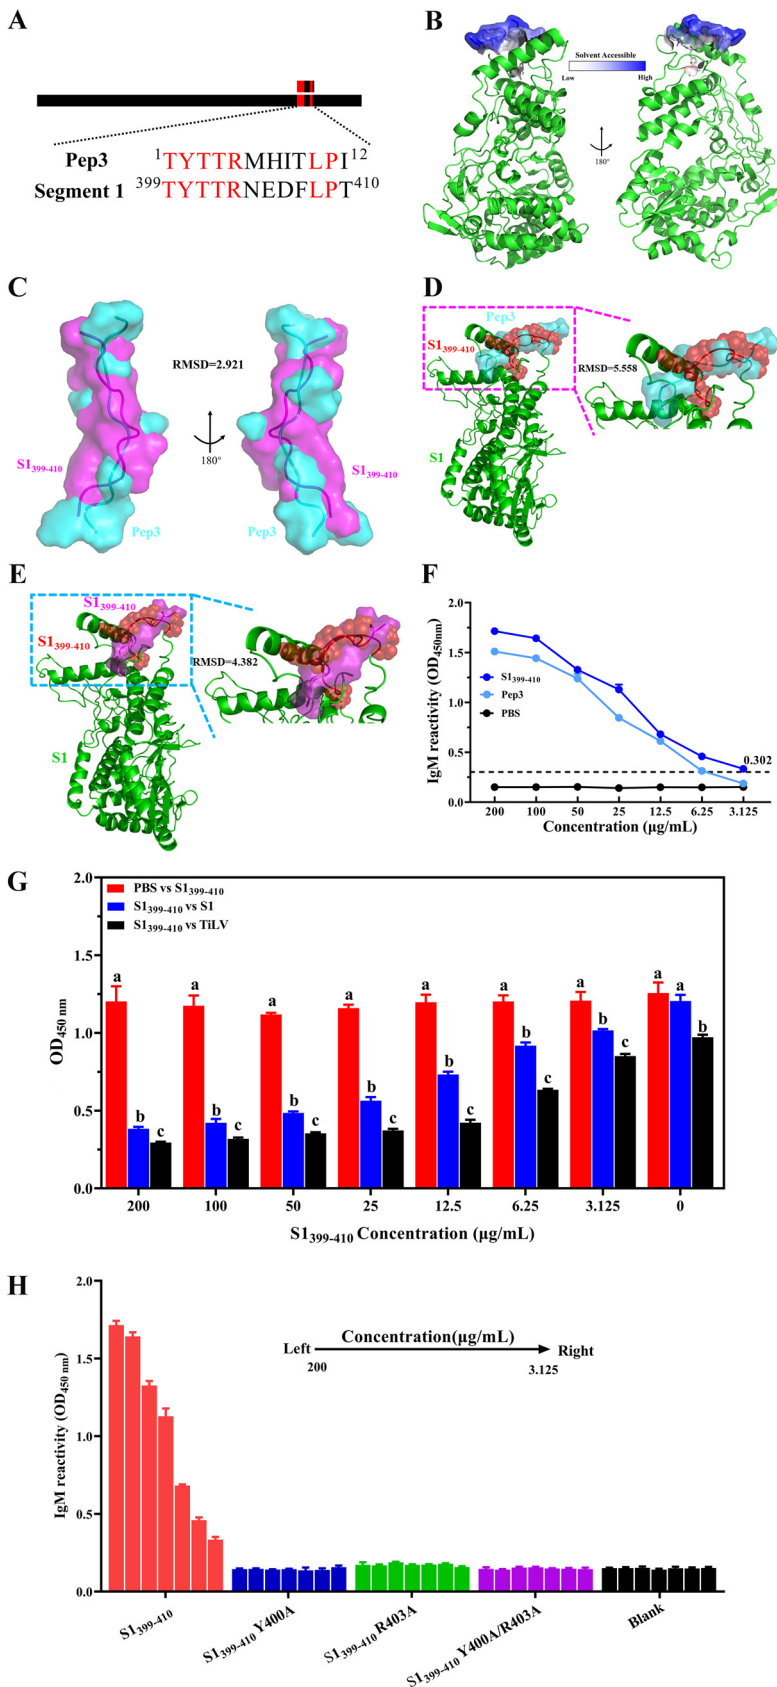 A
Pep3 1TYTTRMHITLPI12
Segment 1 399TYTTRNEDFLPT410
B
Solvent Accessible
Low High
180°
C
RMSD=2.921
180°
S1399-410
S1399-410
Pep3
Pep3
D
Pep3
S1399-410
RMSD=5.558
S1
E
S1399-410
S1399-410
RMSD=4.382
S1
F
IgM reactivity (OD450nm)
2.0
1.5
1.0
0.5
0.0
S1399-410
Pep3
PBS
0.302
200 100 50 25 12.5 6.25 3.125
Concentration (µg/mL)
G
OD450 nm
2.0
1.5
1.0
0.5
0.0
PBS vs S1399-410
S1399-410 vs S1
S1399-410 vs TiLV
a a a a a a a a a
b b b b b b b b
c c c c c c c
200 100 50 25 12.5 6.25 3.125 0
S1399-410 Concentration (µg/mL)
H
IgM reactivity (OD450 nm)
2.0
1.5
1.0
0.5
0.0
Concentration(µg/mL)
Left Right
200 3.125
S1399-410
S1399-410 Y400A
S1399-410 R403A
S1399-410 Y400A/R403A
Blank